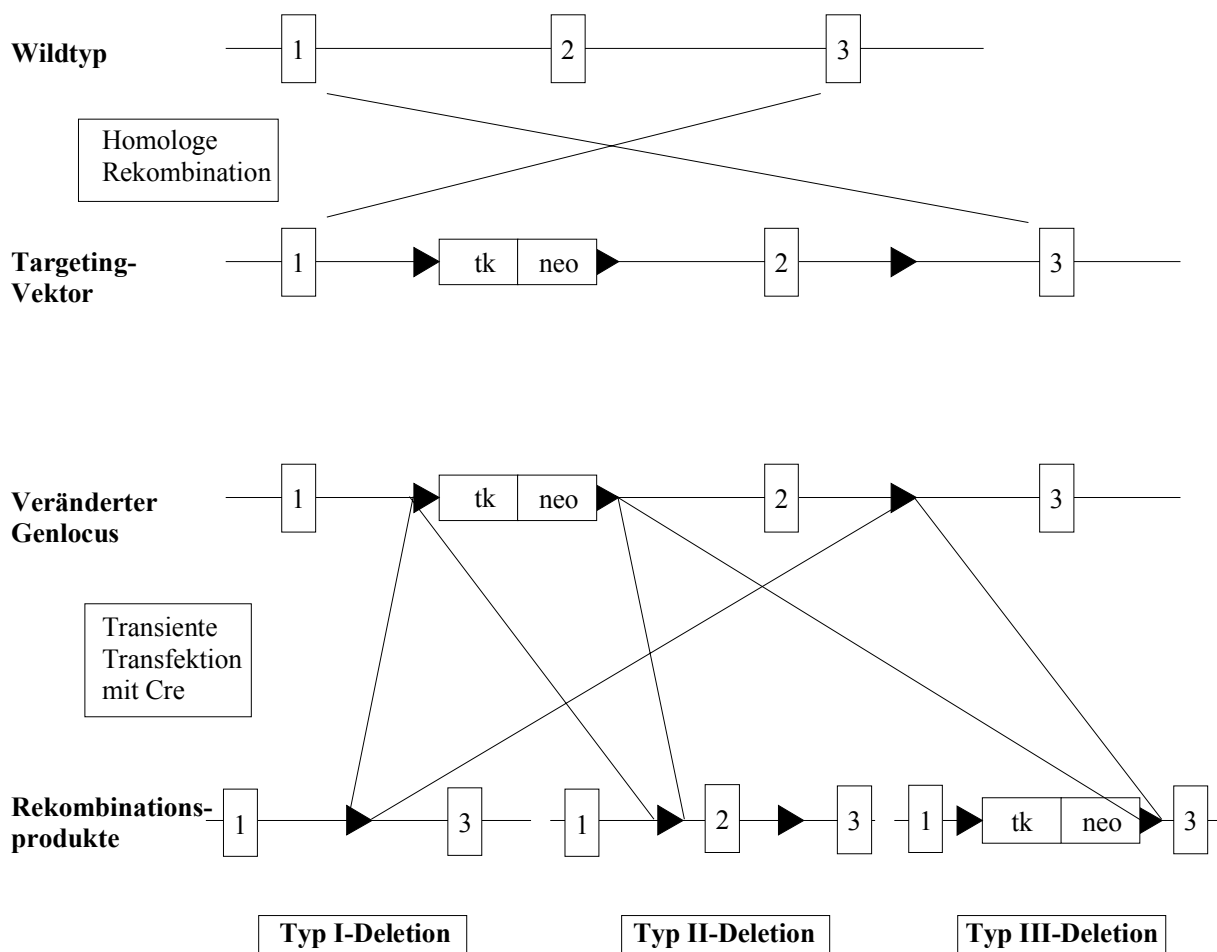 Wildtyp
1 2 3
Homologe
Rekombination
Targeting-
Vektor
1 tk neo 2 3
Veränderter
Genlocus
1 tk neo 2 3
Transiente
Transfektion
mit Cre
Rekombinations-
produkte
1 3 1 2 3 1 tk neo 3
Typ I-Deletion Typ II-Deletion Typ III-Deletion